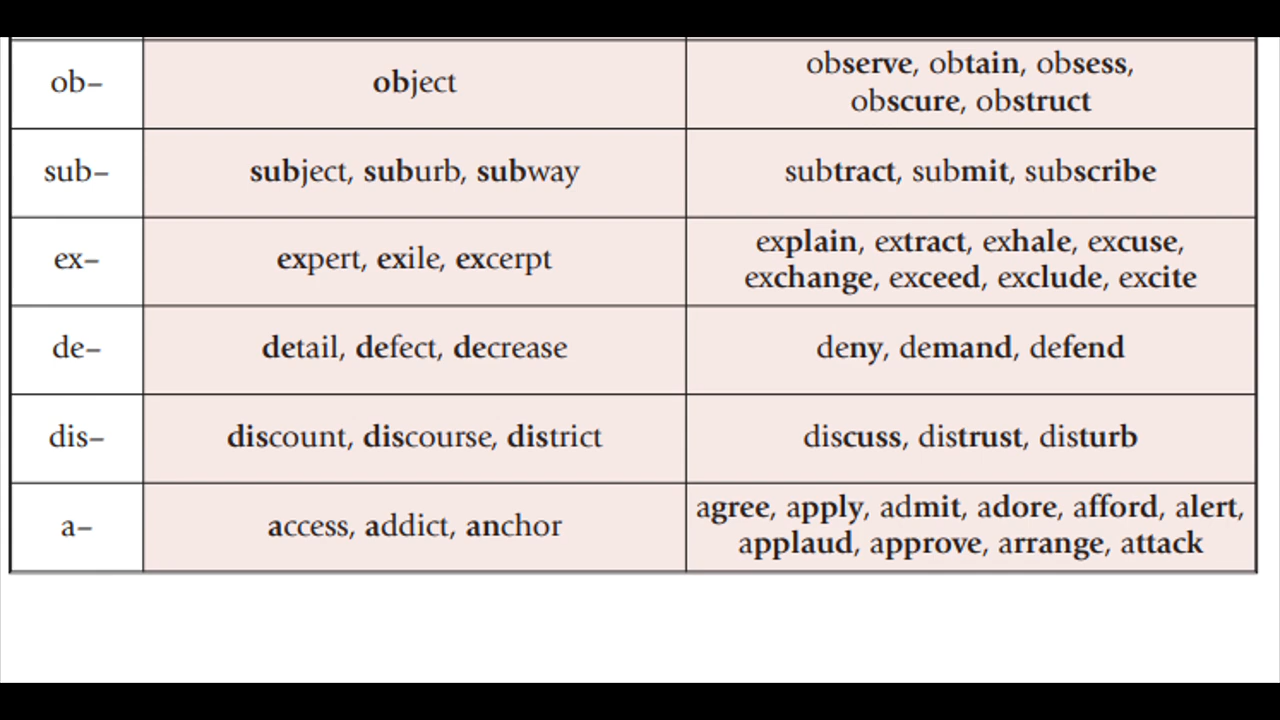 ob–
object
observe, obtain, obsess,
obscure, obstruct
sub–
subject, suburb, subway
subtract, submit, subscribe
ex–
expert, exile, excerpt
explain, extract, exhale, excuse,
exchange, exceed, exclude, excite
de–
detail, defect, decrease
deny, demand, defend
dis–
discount, discourse, district
discuss, distrust, disturb
a–
access, addict, anchor
agree, apply, admit, adore, afford, alert,
applaud, approve, arrange, attack